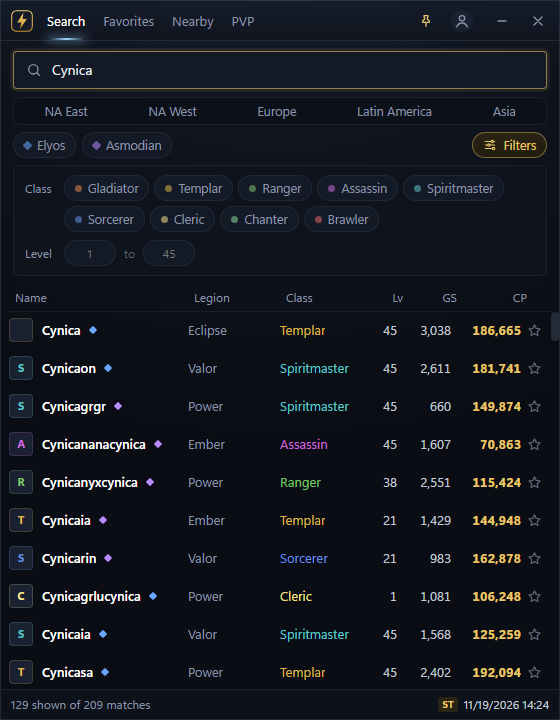 Search Favorites Nearby PVP
Cynica
NA East NA West Europe Latin America Asia
Elyos Asmodian Filters
Class Gladiator Templar Ranger Assassin Spiritmaster
Sorcerer Cleric Chanter Brawler
Level 1 to 45
Name Legion Class Lv GS CP
Cynica Eclipse Templar 45 3,038 186,665
S Cynicaon Valor Spiritmaster 45 2,611 181,741
S Cynicagrgr Power Spiritmaster 45 660 149,874
A Cynicananacynica Ember Assassin 45 1,607 70,863
R Cynicanyxcynica Power Ranger 38 2,551 115,424
T Cynicaia Ember Templar 21 1,429 144,948
S Cynicarin Valor Sorcerer 21 983 162,878
C Cynicagrlucynica Power Cleric 1 1,081 106,248
S Cynicaia Valor Spiritmaster 45 1,568 125,259
T Cynicasa Power Templar 45 2,402 192,094
129 shown of 209 matches ST 11/19/2026 14:24